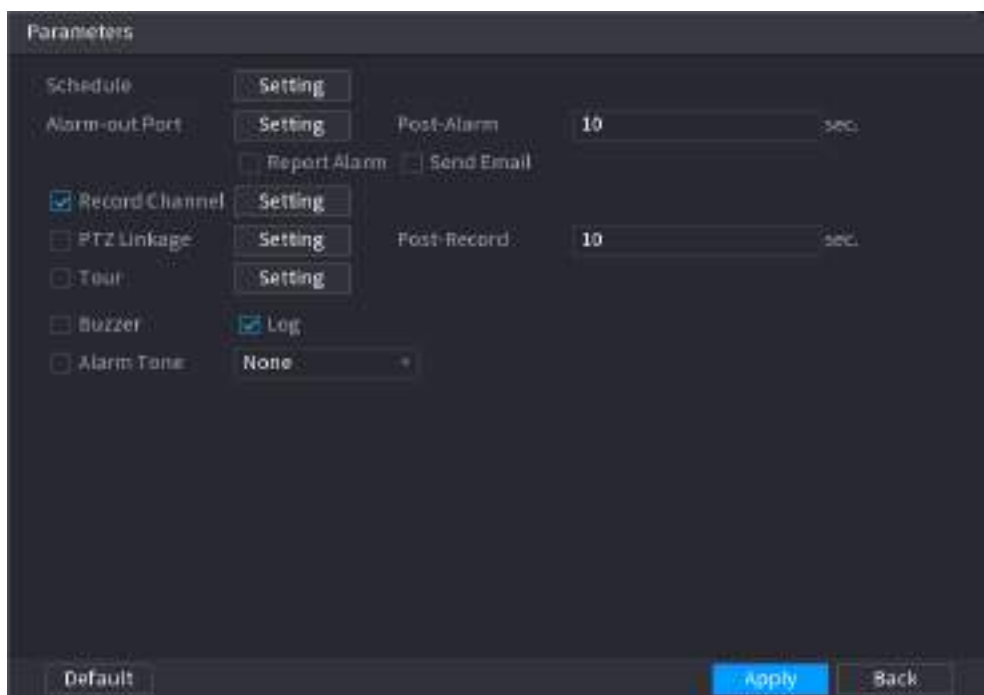 Parameters
Schedule Setting
Alarm-out Port Setting Post-Alarm 10 sec.
Report Alarm Send Email
Record Channel Setting
PTZ Linkage Setting Post-Record 10 sec.
Tour Setting
Buzzer Log
Alarm Tone None
Default Apply Back